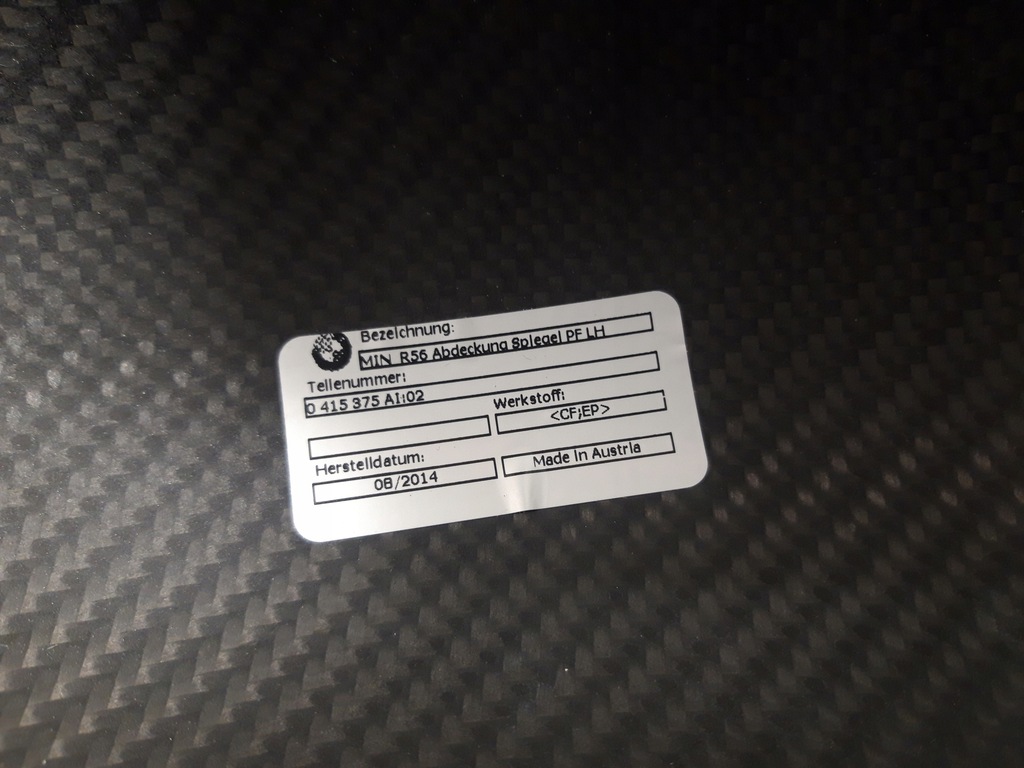 Bezeichnung:
MIN R56 Abdeckung Spiegel PF LH
Teilenummer:
0 415 375 AI:02
Werkstoff:
<CF;EP>
Herstelldatum:
08/2014
Made in Austria